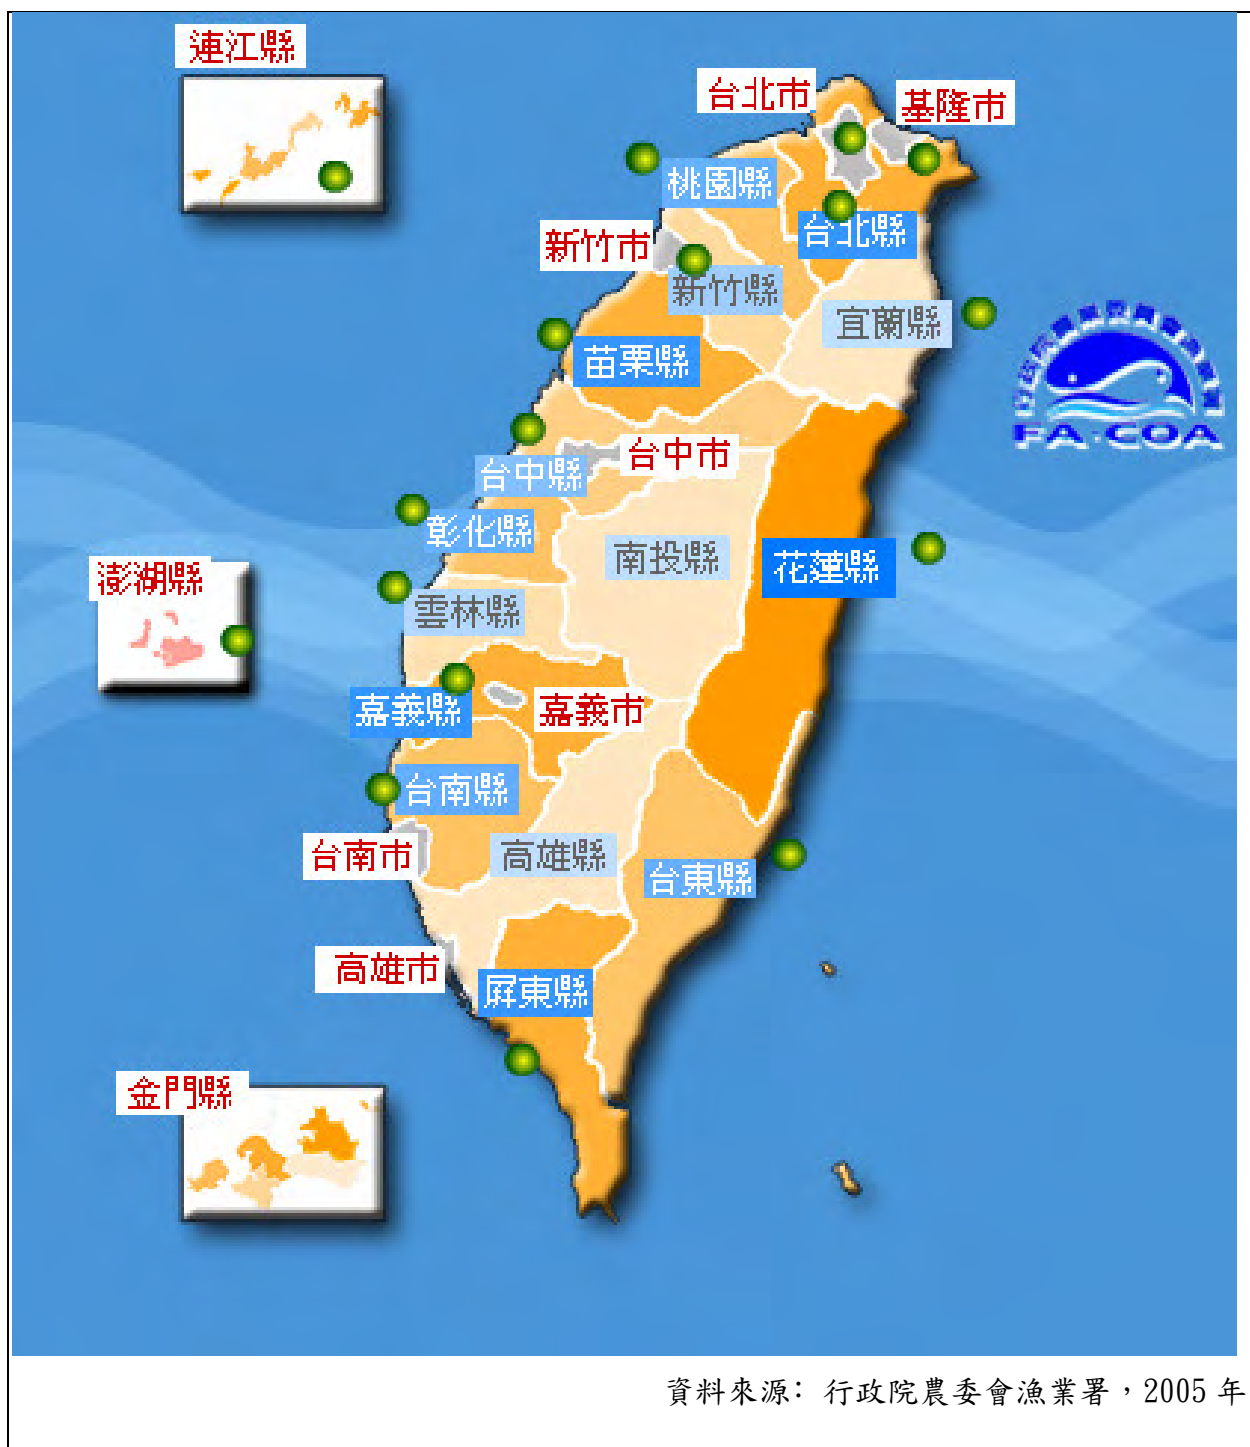 連江縣
台北市
基隆市
桃園縣
新竹市
台北縣
新竹縣
宜蘭縣
苗栗縣
FA·COA
台中市
台中縣
彰化縣
南投縣
花蓮縣
澎湖縣
雲林縣
嘉義縣
嘉義市
台南縣
台南市
高雄縣
台東縣
高雄市
屏東縣
金門縣
資料來源: 行政院農委會漁業署，2005 年